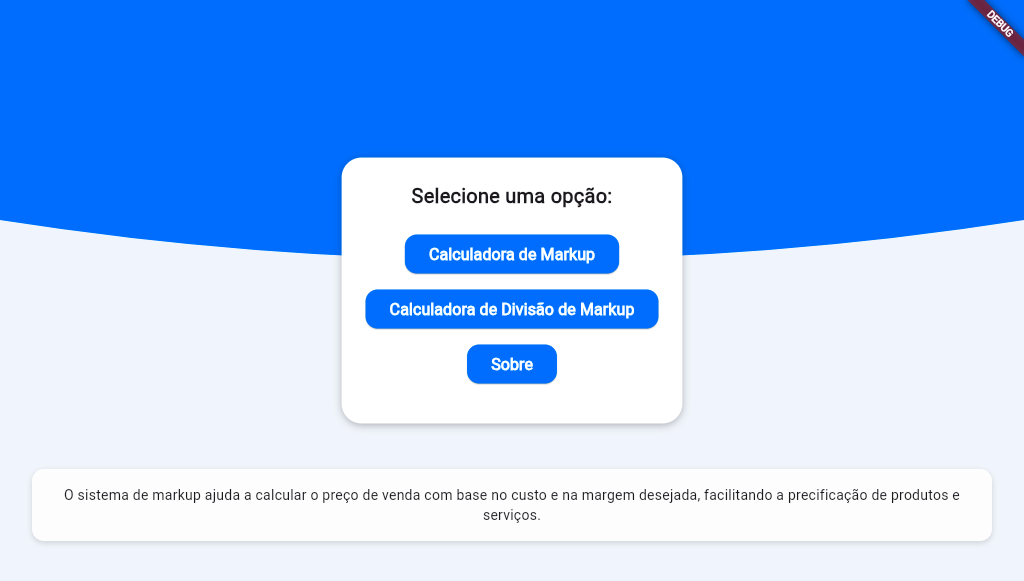 DEBUG
Selecione uma opção:
Calculadora de Markup
Calculadora de Divisão de Markup
Sobre
O sistema de markup ajuda a calcular o preço de venda com base no custo e na margem desejada, facilitando a precificação de produtos e
serviços.